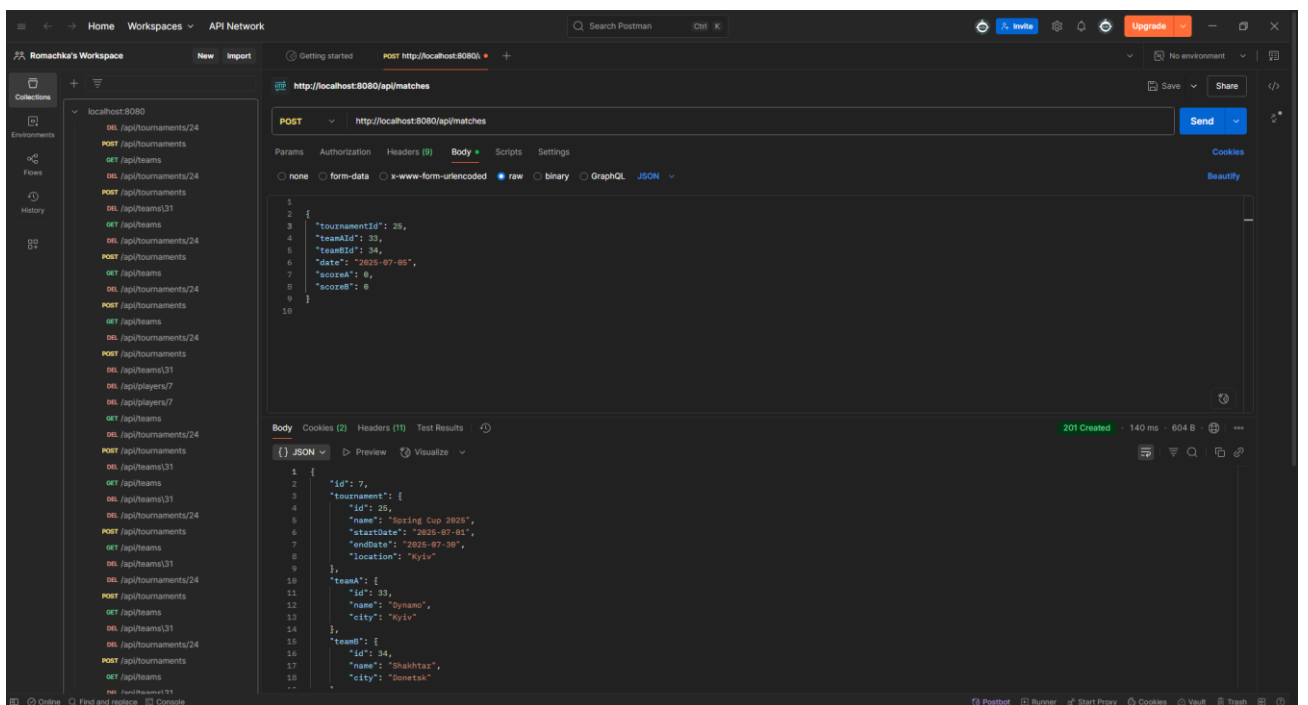 Home Workspaces API Network Search Postman Ctrl K Invite Upgrade
Romachka's Workspace New Import Getting started POST http://localhost:8080/ No environment
Collections
Environments
Flows
History
localhost:8080
DEL /api/tournaments/24
POST /api/tournaments
GET /api/teams
DEL /api/tournaments/24
POST /api/tournaments
DEL /api/teams\31
GET /api/teams
DEL /api/tournaments/24
POST /api/tournaments
GET /api/teams
DEL /api/tournaments/24
POST /api/tournaments
GET /api/teams
DEL /api/tournaments/24
POST /api/tournaments
DEL /api/teams\31
DEL /api/players/7
DEL /api/players/7
GET /api/teams
DEL /api/tournaments/24
POST /api/tournaments
DEL /api/teams\31
GET /api/teams
DEL /api/teams\31
DEL /api/tournaments/24
POST /api/tournaments
GET /api/teams
DEL /api/teams\31
DEL /api/tournaments/24
POST /api/tournaments
GET /api/teams
DEL /api/teams\31
DEL /api/tournaments/24
POST /api/tournaments
GET /api/teams
DEL /api/teams\31
HTTP http://localhost:8080/api/matches Save Share
POST http://localhost:8080/api/matches Send
Params Authorization Headers (9) Body Scripts Settings Cookies
none form-data x-www-form-urlencoded raw binary GraphQL JSON Beautify
1
2 {
3 "tournamentId": 25,
4 "teamAId": 33,
5 "teamBId": 34,
6 "date": "2025-07-05",
7 "scoreA": 0,
8 "scoreB": 0
9 }
10
Body Cookies (2) Headers (11) Test Results 201 Created 140 ms 604 B
{} JSON Preview Visualize
1 {
2 "id": 7,
3 "tournament": {
4 "id": 25,
5 "name": "Spring Cup 2025",
6 "startDate": "2025-07-01",
7 "endDate": "2025-07-30",
8 "location": "Kyiv"
9 },
10 "teamA": {
11 "id": 33,
12 "name": "Dynamo",
13 "city": "Kyiv"
14 },
15 "teamB": {
16 "id": 34,
17 "name": "Shakhtar",
18 "city": "Donetsk"
Online Find and replace Console Postbot Runner Start Proxy Cookies Vault Trash